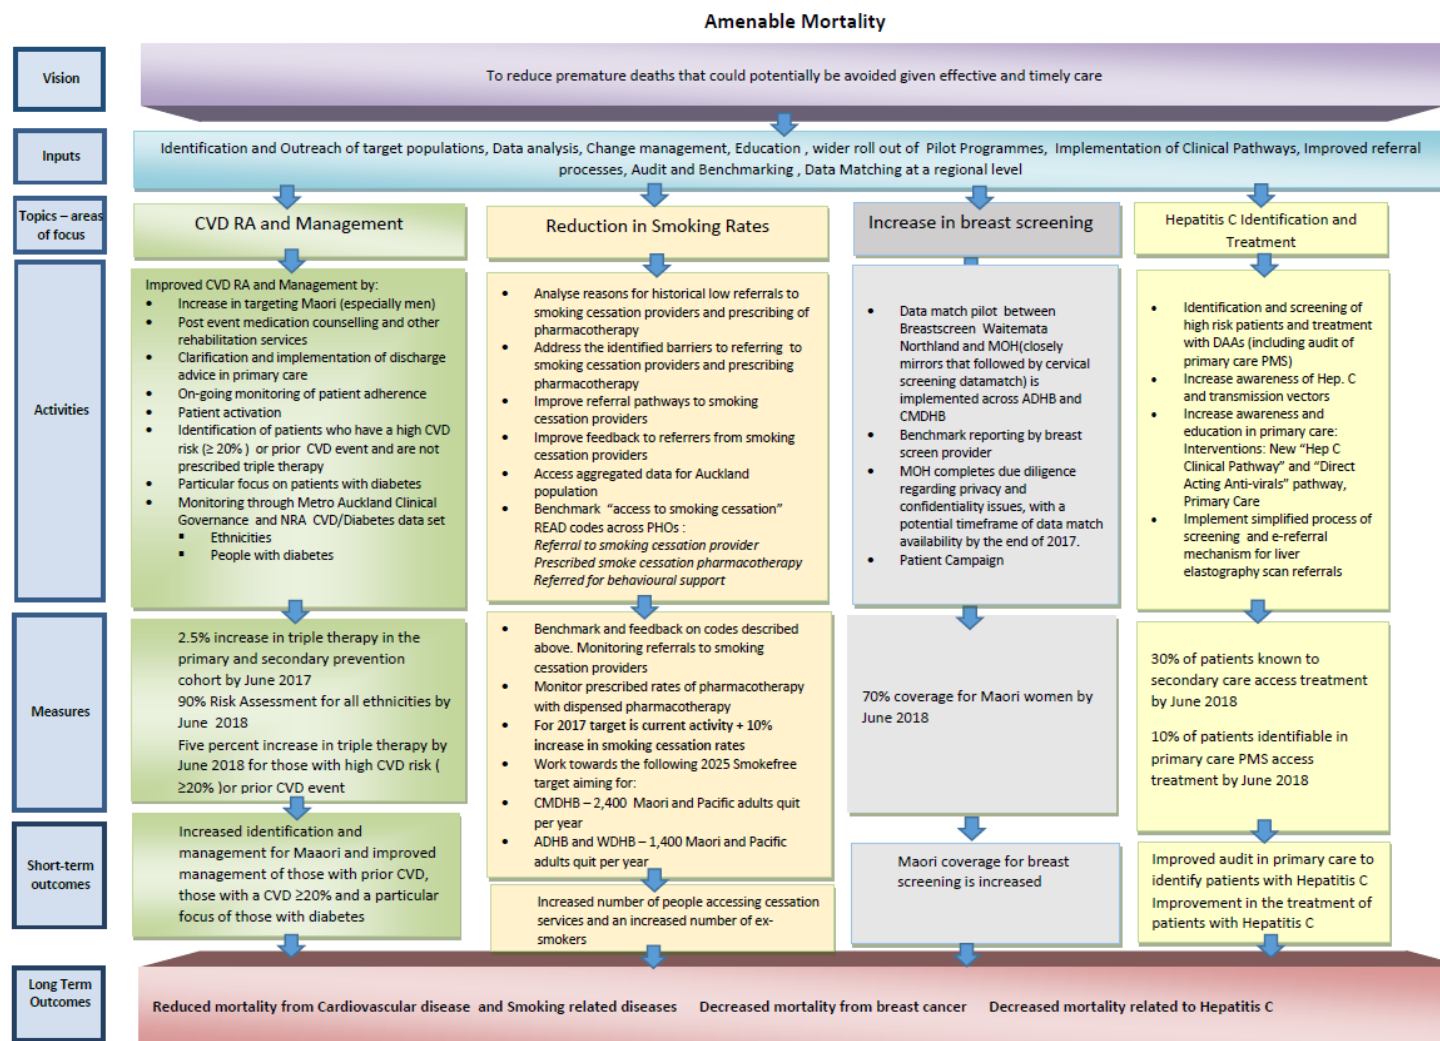 Amenable Mortality
Vision
To reduce premature deaths that could potentially be avoided given effective and timely care
Inputs
Identification and Outreach of target populations, Data analysis, Change management, Education , wider roll out of Pilot Programmes, Implementation of Clinical Pathways, Improved referral
processes, Audit and Benchmarking , Data Matching at a regional level
Topics – areas
of focus
CVD RA and Management
Reduction in Smoking Rates
Increase in breast screening
Hepatitis C Identification and
Treatment
Activities
Improved CVD RA and Management by:
• Increase in targeting Maori (especially men)
• Post event medication counselling and other
rehabilitation services
• Clarification and implementation of discharge
advice in primary care
• On-going monitoring of patient adherence
• Patient activation
• Identification of patients who have a high CVD
risk (≥ 20% ) or prior CVD event and are not
prescribed triple therapy
• Particular focus on patients with diabetes
• Monitoring through Metro Auckland Clinical
Governance and NRA CVD/Diabetes data set
▪ Ethnicities
▪ People with diabetes
• Analyse reasons for historical low referrals to
smoking cessation providers and prescribing of
pharmacotherapy
• Address the identified barriers to referring to
smoking cessation providers and prescribing
pharmacotherapy
• Improve referral pathways to smoking
cessation providers
• Improve feedback to referrers from smoking
cessation providers
• Access aggregated data for Auckland
population
• Benchmark "access to smoking cessation"
READ codes across PHOs :
Referral to smoking cessation provider
Prescribed smoke cessation pharmacotherapy
Referred for behavioural support
• Data match pilot between
Breastscreen Waitemata
Northland and MOH(closely
mirrors that followed by cervical
screening datamatch) is
implemented across ADHB and
CMDHB
• Benchmark reporting by breast
screen provider
• MOH completes due diligence
regarding privacy and
confidentiality issues, with a
potential timeframe of data match
availability by the end of 2017.
• Patient Campaign
• Identification and screening of
high risk patients and treatment
with DAAs (including audit of
primary care PMS)
• Increase awareness of Hep. C
and transmission vectors
• Increase awareness and
education in primary care:
Interventions: New "Hep C
Clinical Pathway" and "Direct
Acting Anti-virals" pathway,
Primary Care
• Implement simplified process of
screening and e-referral
mechanism for liver
elastography scan referrals
Measures
2.5% increase in triple therapy in the
primary and secondary prevention
cohort by June 2017
90% Risk Assessment for all ethnicities by
June 2018
Five percent increase in triple therapy by
June 2018 for those with high CVD risk (
≥20% )or prior CVD event
• Benchmark and feedback on codes described
above. Monitoring referrals to smoking
cessation providers
• Monitor prescribed rates of pharmacotherapy
with dispensed pharmacotherapy
• For 2017 target is current activity + 10%
increase in smoking cessation rates
• Work towards the following 2025 Smokefree
target aiming for:
• CMDHB – 2,400 Maori and Pacific adults quit
per year
• ADHB and WDHB – 1,400 Maori and Pacific
adults quit per year
70% coverage for Maori women by
June 2018
30% of patients known to
secondary care access treatment
by June 2018
10% of patients identifiable in
primary care PMS access
treatment by June 2018
Short-term
outcomes
Increased identification and
management for Maaori and improved
management of those with prior CVD,
those with a CVD ≥20% and a particular
focus of those with diabetes
Increased number of people accessing cessation
services and an increased number of ex-
smokers
Maori coverage for breast
screening is increased
Improved audit in primary care to
identify patients with Hepatitis C
Improvement in the treatment of
patients with Hepatitis C
Long Term
Outcomes
Reduced mortality from Cardiovascular disease and Smoking related diseases Decreased mortality from breast cancer Decreased mortality related to Hepatitis C